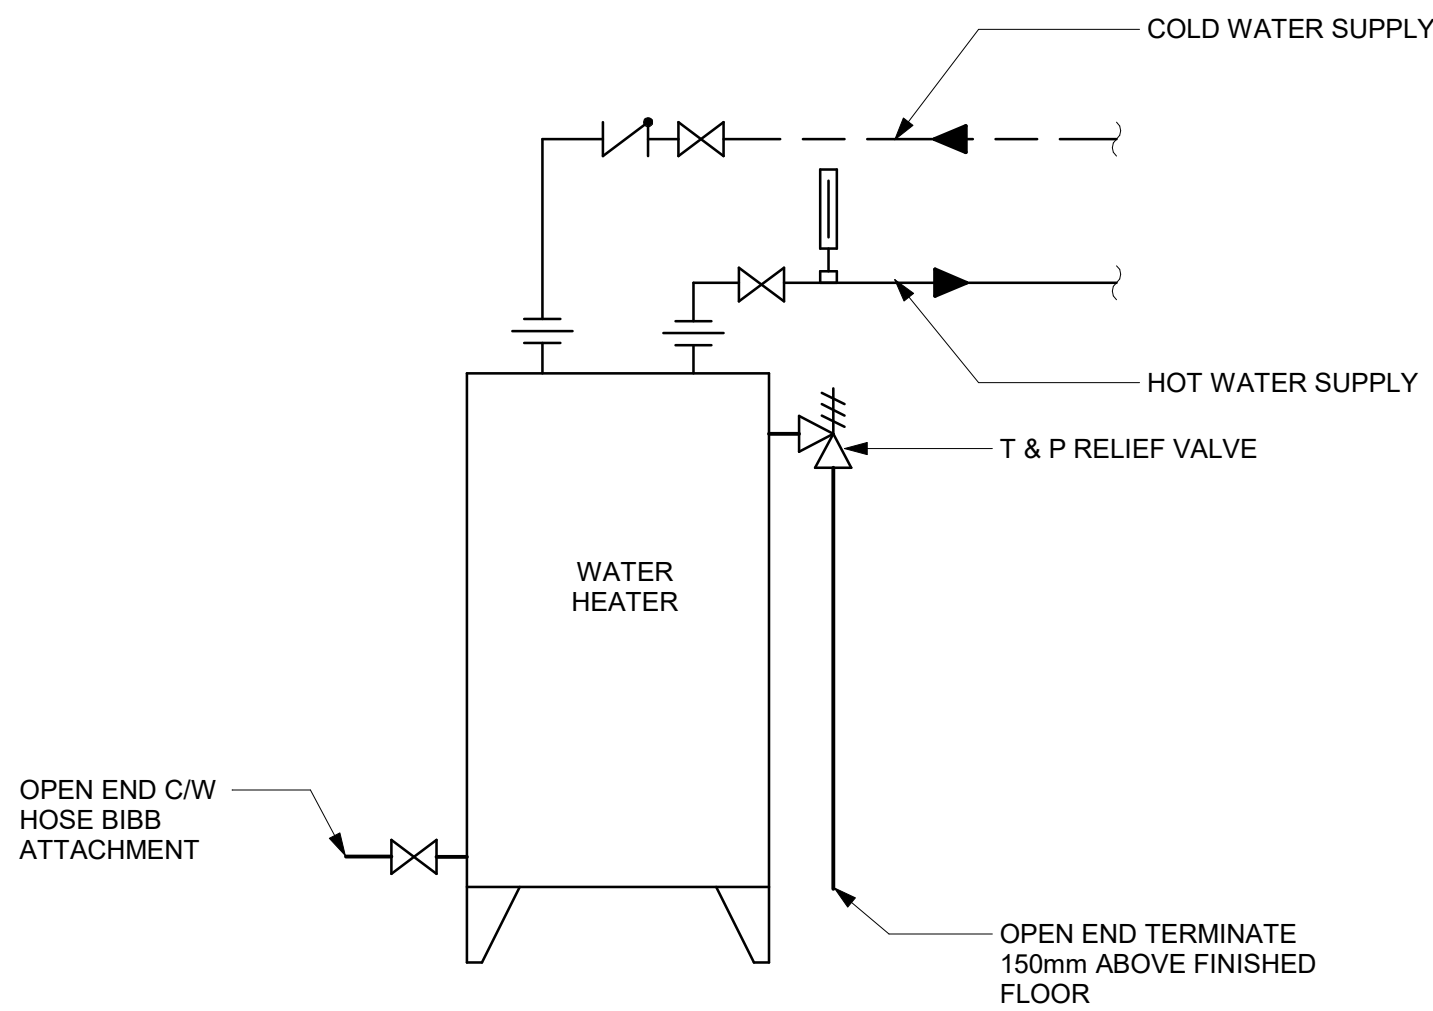 COLD WATER SUPPLY
HOT WATER SUPPLY
T & P RELIEF VALVE
WATER
HEATER
OPEN END C/W
HOSE BIBB
ATTACHMENT
OPEN END TERMINATE
150mm ABOVE FINISHED
FLOOR